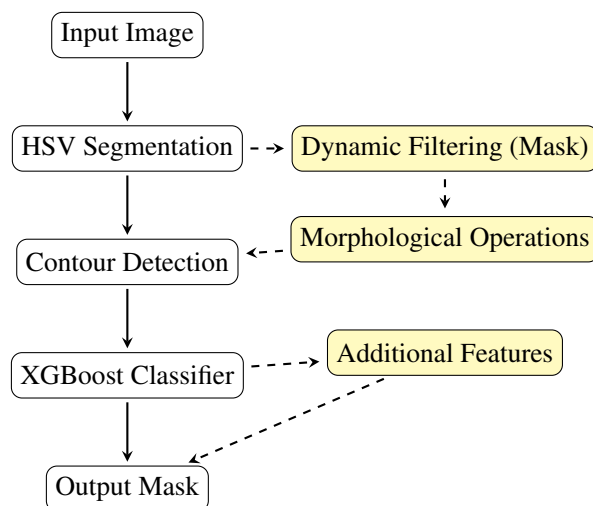 Input Image
HSV Segmentation
Dynamic Filtering (Mask)
Morphological Operations
Contour Detection
Additional Features
XGBoost Classifier
Output Mask